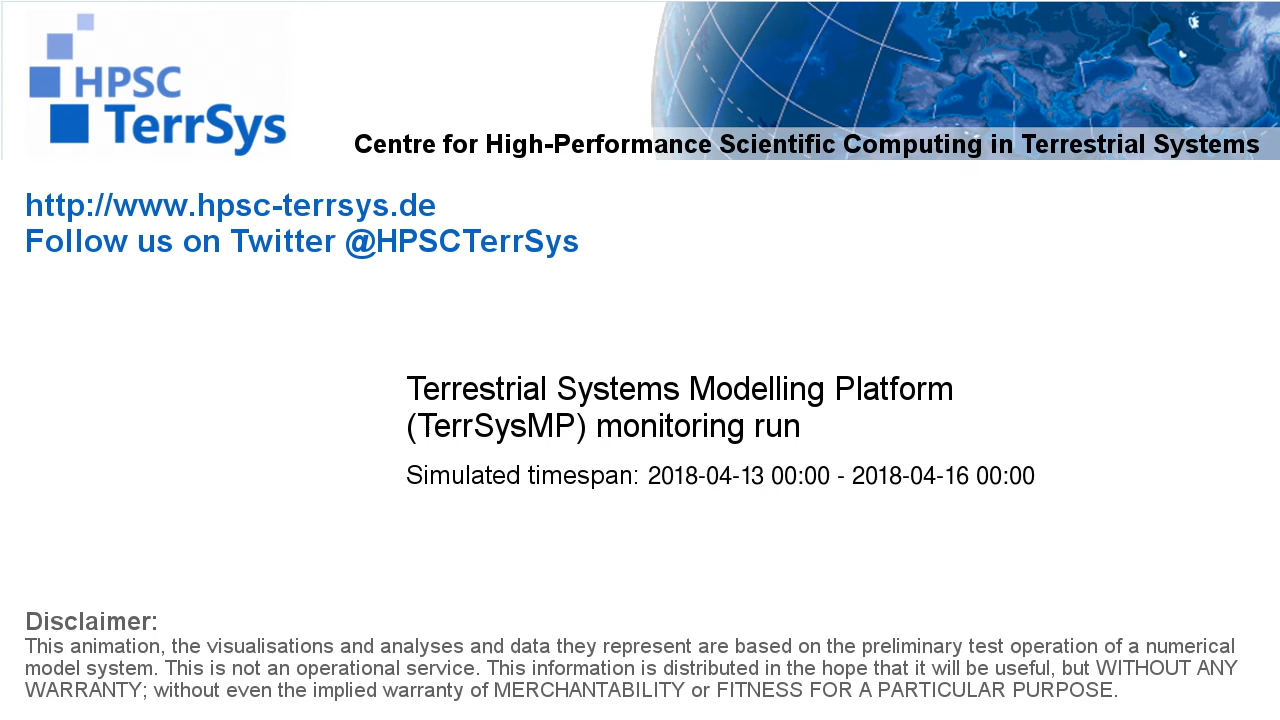 HPSC
TerrSys
Centre for High-Performance Scientific Computing in Terrestrial Systems
http://www.hpsc-terrsys.de
Follow us on Twitter @HPSCTerrSys
Terrestrial Systems Modelling Platform
(TerrSysMP) monitoring run
Simulated timespan: 2018-04-13 00:00 - 2018-04-16 00:00
Disclaimer:
This animation, the visualisations and analyses and data they represent are based on the preliminary test operation of a numerical
model system. This is not an operational service. This information is distributed in the hope that it will be useful, but WITHOUT ANY
WARRANTY; without even the implied warranty of MERCHANTABILITY or FITNESS FOR A PARTICULAR PURPOSE.